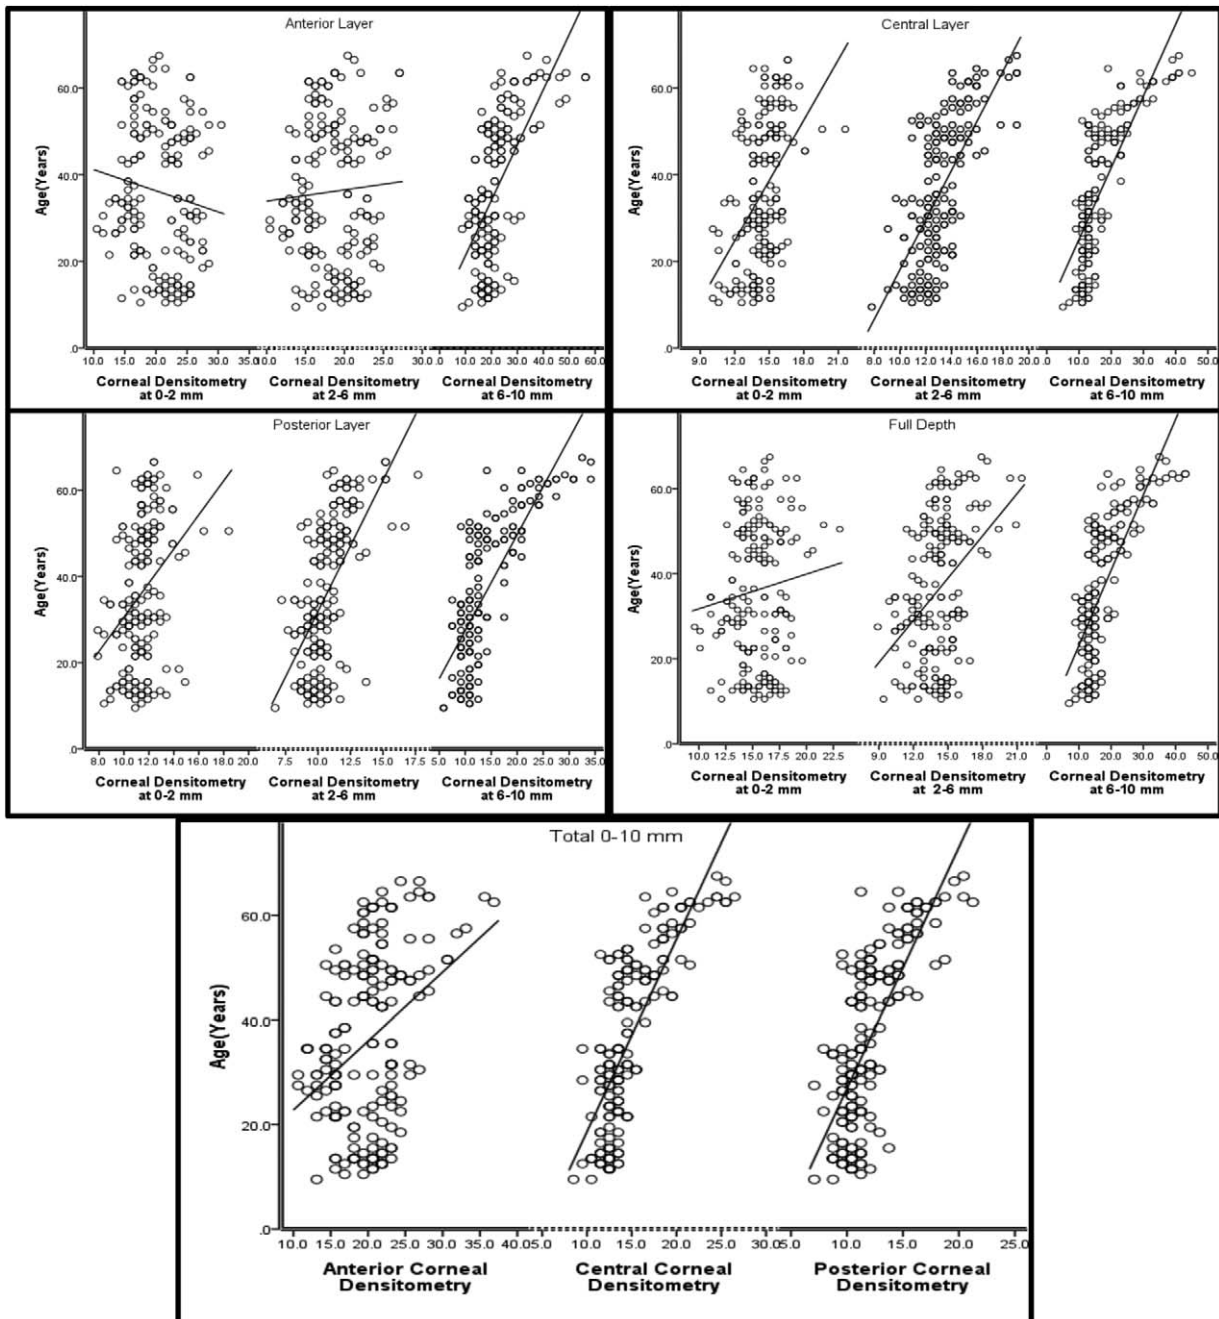 Anterior Layer
Age(Years)
60.0
40.0
20.0
.0
10.0 15.0 20.0 25.0 30.0 35.0 10.0 15.0 20.0 25.0 30.0 .0 10.0 20.0 30.0 40.0 50.0 60.0
Corneal Densitometry Corneal Densitometry Corneal Densitometry
at 0-2 mm at 2-6 mm at 6-10 mm
Central Layer
Age(Years)
60.0
40.0
20.0
.0
9.0 12.0 15.0 18.0 21.0 8.0 10.0 12.0 14.0 16.0 18.0 20.0 .0 10.0 20.0 30.0 40.0 50.0
Corneal Densitometry Corneal Densitometry Corneal Densitometry
at 0-2 mm at 2-6 mm at 6-10 mm
Posterior Layer
Age(Years)
60.0
40.0
20.0
.0
8.0 10.0 12.0 14.0 16.0 18.0 20.0 7.5 10.0 12.5 15.0 17.5 5.0 10.0 15.0 20.0 25.0 30.0 35.0
Corneal Densitometry Corneal Densitometry Corneal Densitometry
at 0-2 mm at 2-6 mm at 6-10 mm
Full Depth
Age(Years)
60.0
40.0
20.0
.0
10.0 12.5 15.0 17.5 20.0 22.5 9.0 12.0 15.0 18.0 21.0 .0 10.0 20.0 30.0 40.0 50.0
Corneal Densitometry Corneal Densitometry Corneal Densitometry
at 0-2 mm at 2-6 mm at 6-10 mm
Total 0-10 mm
Age(Years)
60.0
40.0
20.0
.0
10.0 15.0 20.0 25.0 30.0 35.0 40.0 5.0 10.0 15.0 20.0 25.0 30.0 5.0 10.0 15.0 20.0 25.0
Anterior Corneal Central Corneal Posterior Corneal
Densitometry Densitometry Densitometry